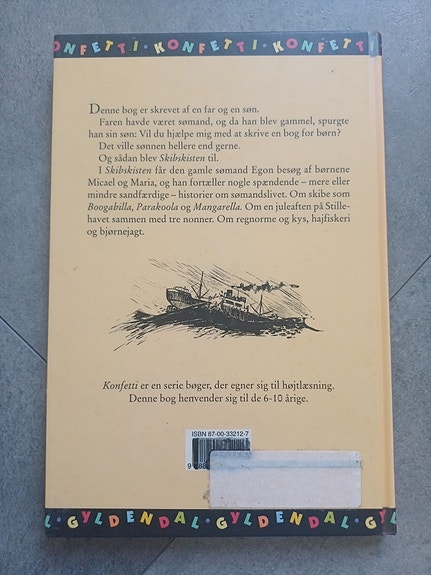 ONFETTI · KONFETTI · KONFETTI
Denne bog er skrevet af en far og en søn.
Faren havde været sømand, og da han blev gammel, spurgte
han sin søn: Vil du hjælpe mig med at skrive en bog for børn?
Det ville sønnen hellere end gerne.
Og sådan blev Skibskisten til.
I Skibskisten får den gamle sømand Egon besøg af børnene
Micael og Maria, og han fortæller nogle spændende – mere eller
mindre sandfærdige – historier om sømandslivet. Om skibe som
Boogabilla, Parakoola og Mangarella. Om en juleaften på Stille-
havet sammen med tre nonner. Om regnorme og kys, hajfiskeri
og bjørnejagt.
Konfetti er en serie bøger, der egner sig til højtlæsning.
Denne bog henvender sig til de 6-10 årige.
ISBN 87-00-33212-7
AL · GYLDENDAL · GYLDENDAL · GYL